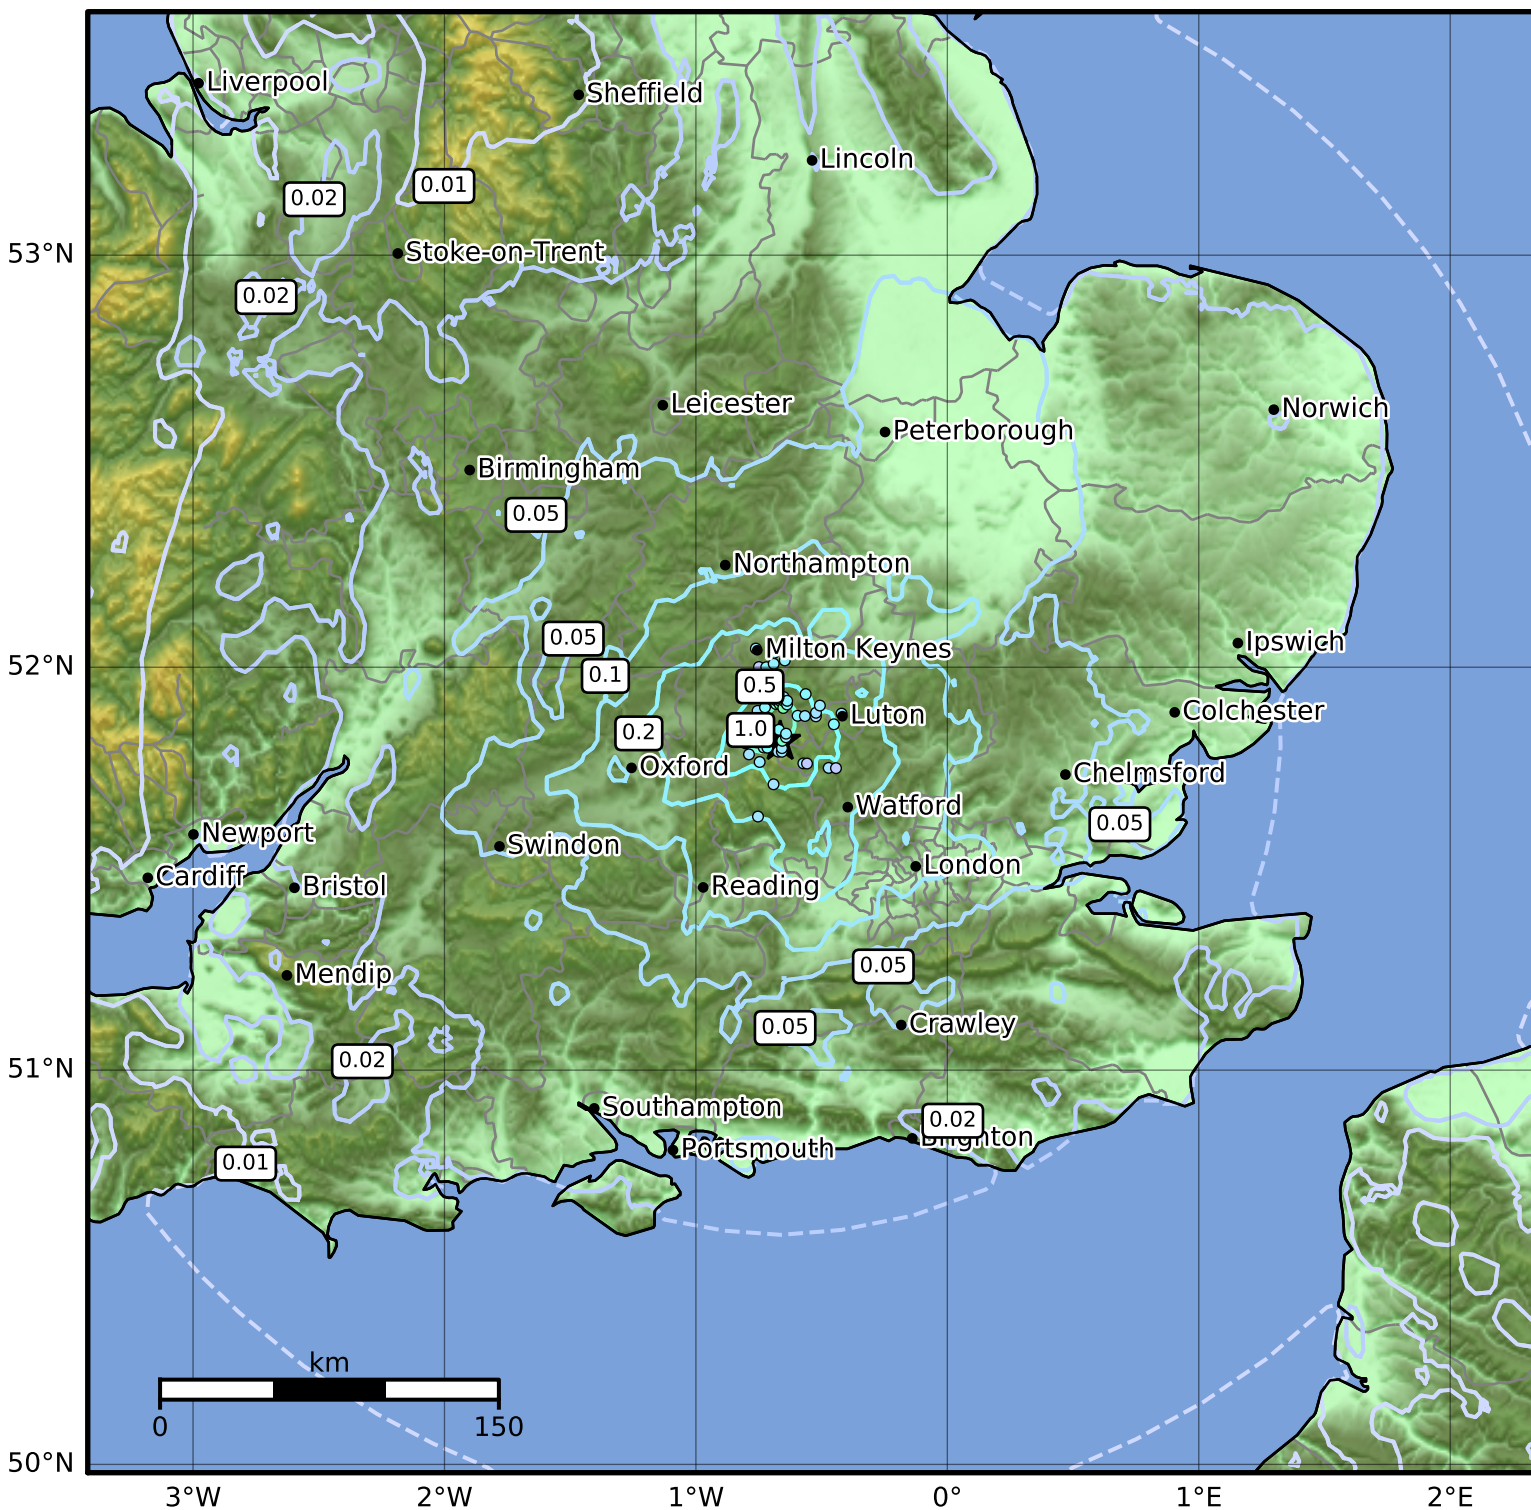 Liverpool
Sheffield
Lincoln
0.02
0.01
53°N
Stoke-on-Trent
0.02
Leicester
Norwich
Peterborough
Birmingham
0.05
Northampton
52°N
0.05
Milton Keynes
Ipswich
0.1
0.5
0.2
1.0
Luton
Colchester
Oxford
Chelmsford
Watford
0.05
Newport
Swindon
London
Cardiff
Bristol
Reading
Mendip
0.05
0.05
Crawley
51°N
0.02
Southampton
0.02
Brighton
Portsmouth
0.01
km
0 150
50°N
3°W 2°W 1°W 0° 1°E 2°E